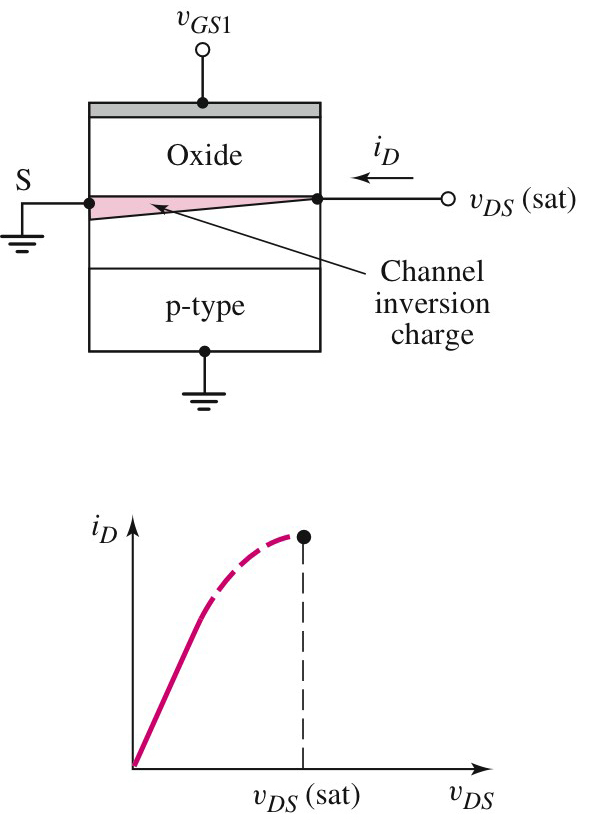 v_GS1
Oxide
i_D
S
v_DS (sat)
Channel
inversion
charge
p-type
i_D
v_DS (sat)
v_DS